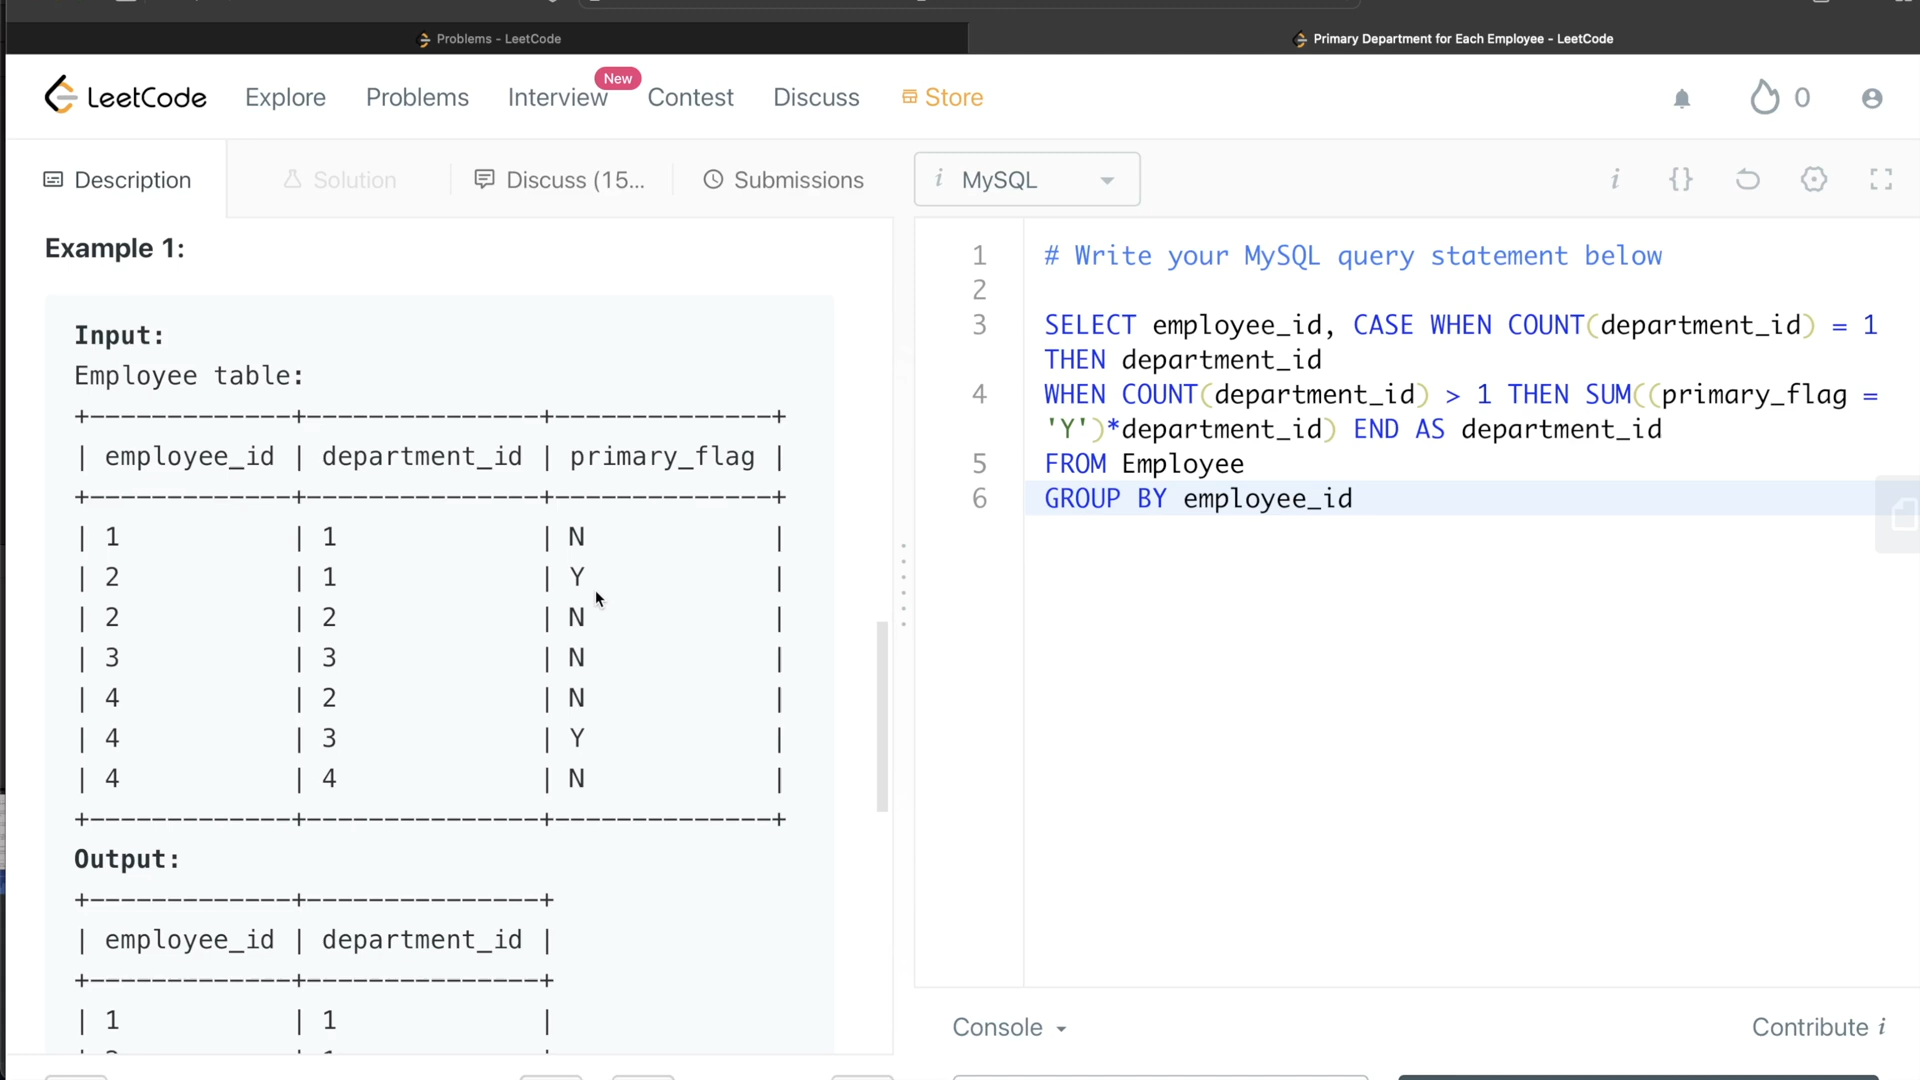 Problems - LeetCode
Primary Department for Each Employee - LeetCode
LeetCode Explore Problems Interview New Contest Discuss Store 0
Description Solution Discuss (15... Submissions
MySQL
Example 1:
Input:
Employee table:
+-------------+---------------+--------------+
| employee_id | department_id | primary_flag |
+-------------+---------------+--------------+
| 1 | 1 | N |
| 2 | 1 | Y |
| 2 | 2 | N |
| 3 | 3 | N |
| 4 | 2 | N |
| 4 | 3 | Y |
| 4 | 4 | N |
+-------------+---------------+--------------+
Output:
+-------------+---------------+
| employee_id | department_id |
+-------------+---------------+
| 1 | 1 |
1 # Write your MySQL query statement below
2
3 SELECT employee_id, CASE WHEN COUNT(department_id) = 1
THEN department_id
4 WHEN COUNT(department_id) > 1 THEN SUM((primary_flag =
'Y')*department_id) END AS department_id
5 FROM Employee
6 GROUP BY employee_id
Console
Contribute i